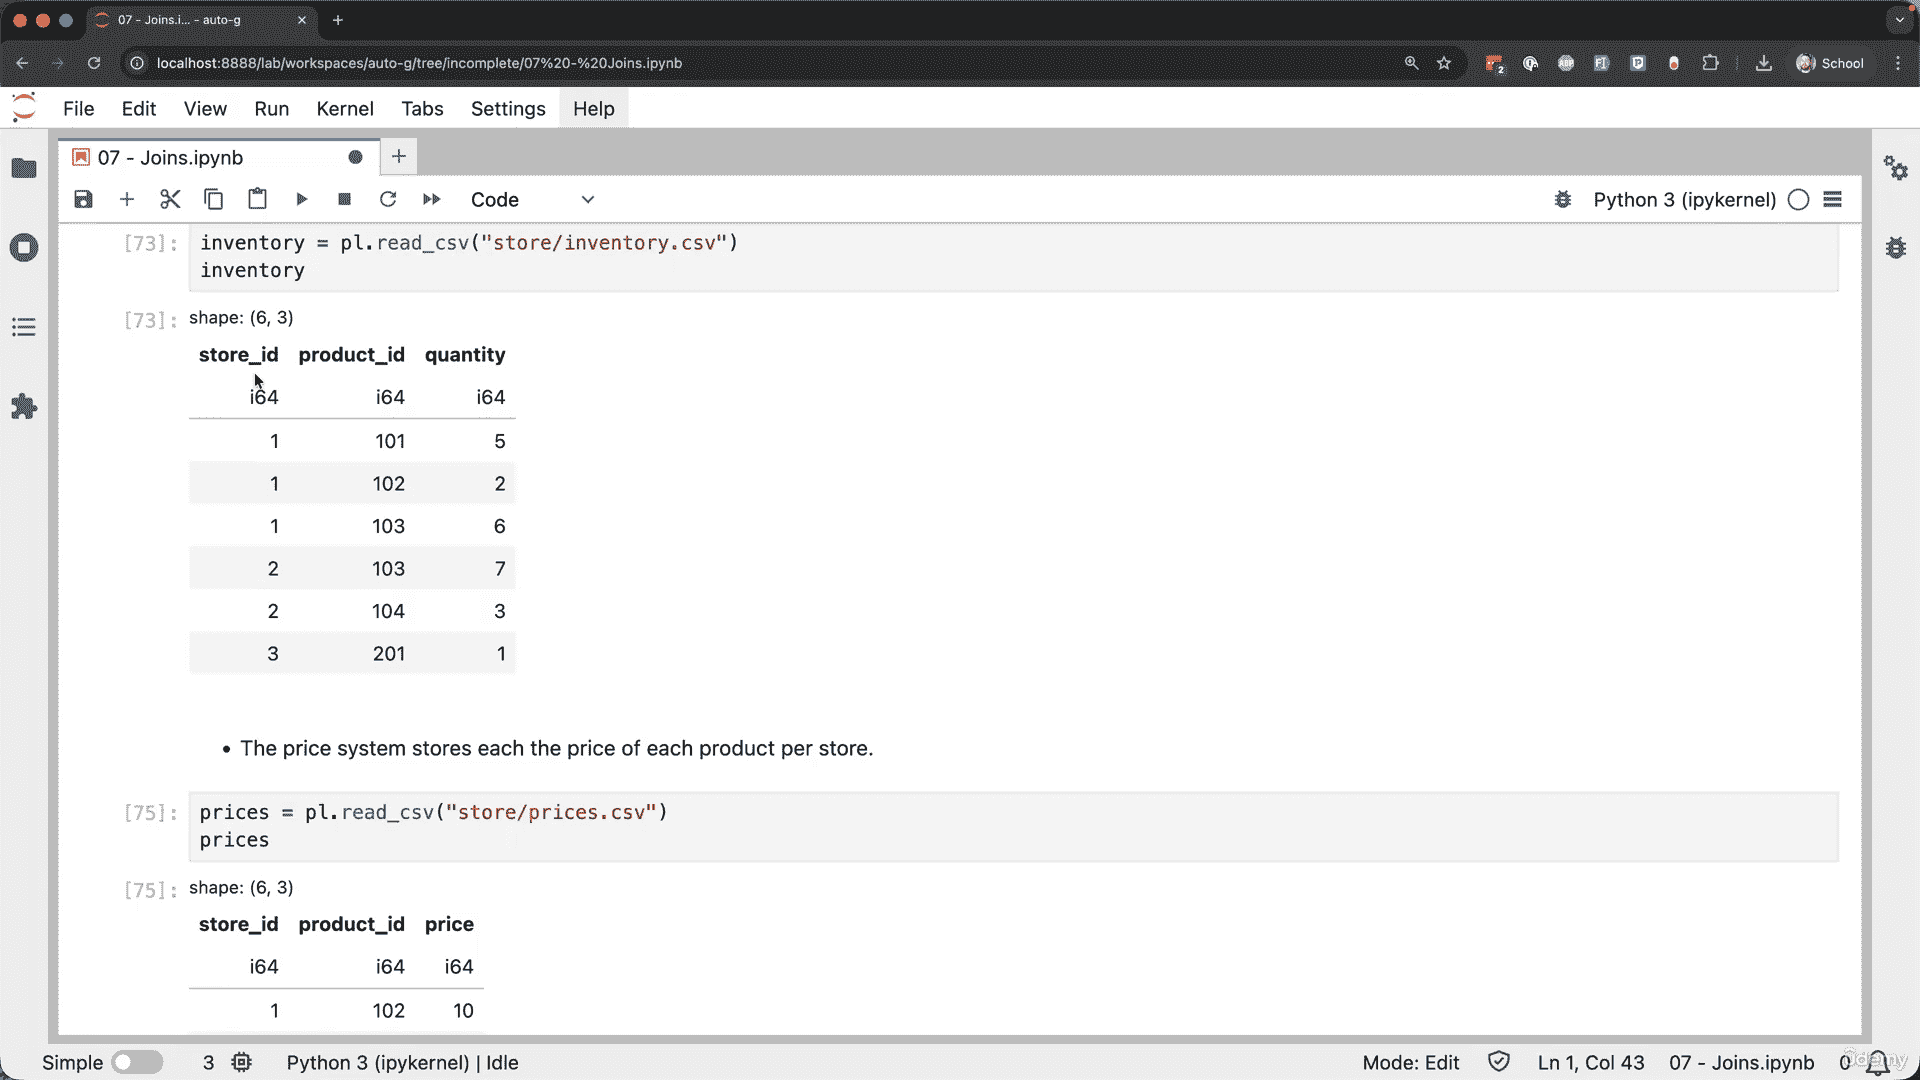 07 - Joins.i... - auto-g
localhost:8888/lab/workspaces/auto-g/tree/incomplete/07%20-%20Joins.ipynb
2
ABP
School
File Edit View Run Kernel Tabs Settings Help
07 - Joins.ipynb
Code
Python 3 (ipykernel)
[73]: inventory = pl.read_csv("store/inventory.csv")
inventory
[73]: shape: (6, 3)
store_id product_id quantity
i64 i64 i64
1 101 5
1 102 2
1 103 6
2 103 7
2 104 3
3 201 1
• The price system stores each the price of each product per store.
[75]: prices = pl.read_csv("store/prices.csv")
prices
[75]: shape: (6, 3)
store_id product_id price
i64 i64 i64
1 102 10
Simple 3 Python 3 (ipykernel) | Idle Mode: Edit Ln 1, Col 43 07 - Joins.ipynb 0